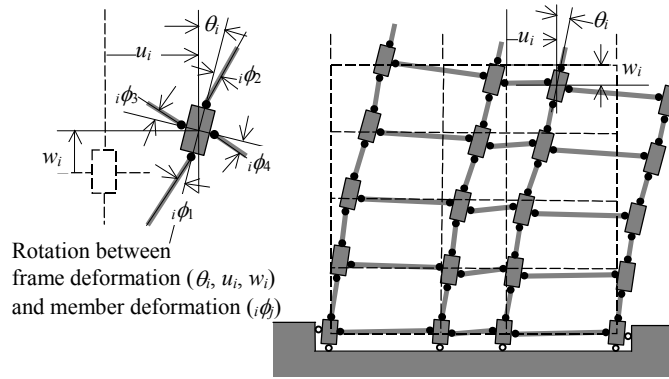 θᵢ
uᵢ
ᵢϕ₂
ᵢϕ₃
wᵢ
ᵢϕ₄
ᵢϕ₁
Rotation between
frame deformation (θᵢ, uᵢ, wᵢ)
and member deformation (ᵢϕⱼ)
θᵢ
uᵢ
wᵢ